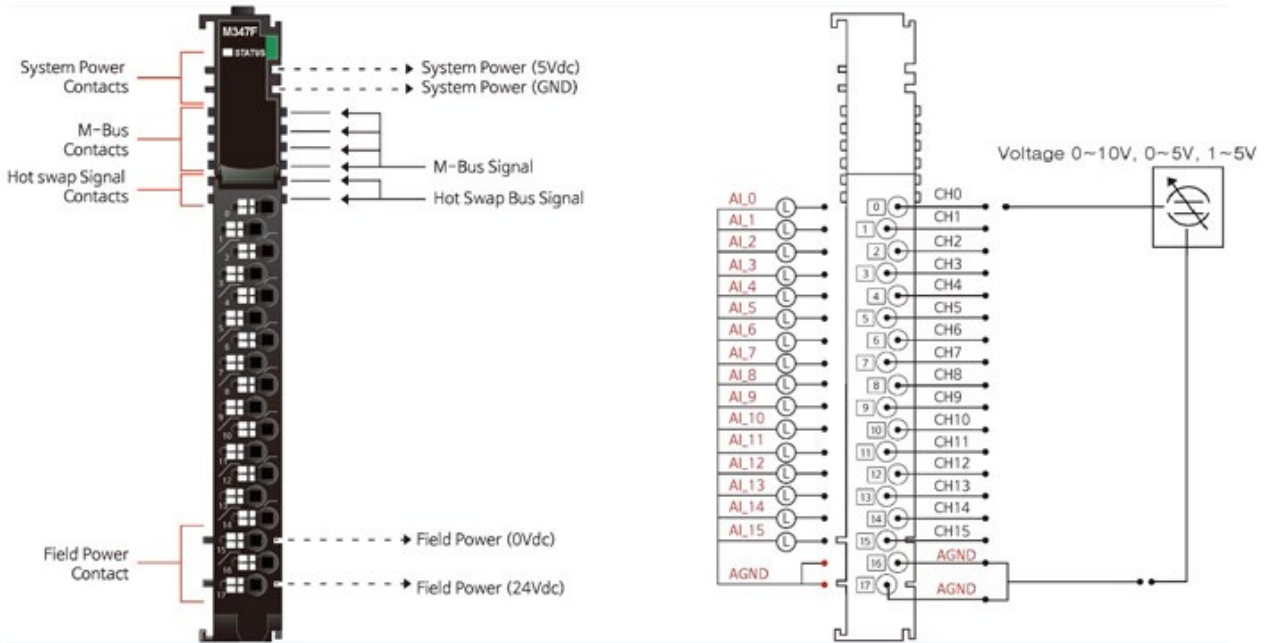 M347F
STATUS
System Power
Contacts
System Power (5Vdc)
System Power (GND)
M-Bus
Contacts
M-Bus Signal
Hot swap Signal
Contacts
Hot Swap Bus Signal
0
1
2
3
4
5
6
7
8
9
10
11
12
13
14
15
16
17
Field Power
Contact
Field Power (0Vdc)
Field Power (24Vdc)
Voltage 0~10V, 0~5V, 1~5V
AI_0 L 0 CH0
AI_1 L 1 CH1
AI_2 L 2 CH2
AI_3 L 3 CH3
AI_4 L 4 CH4
AI_5 L 5 CH5
AI_6 L 6 CH6
AI_7 L 7 CH7
AI_8 L 8 CH8
AI_9 L 9 CH9
AI_10 L 10 CH10
AI_11 L 11 CH11
AI_12 L 12 CH12
AI_13 L 13 CH13
AI_14 L 14 CH14
AI_15 L 15 CH15
16 AGND
AGND 17 AGND